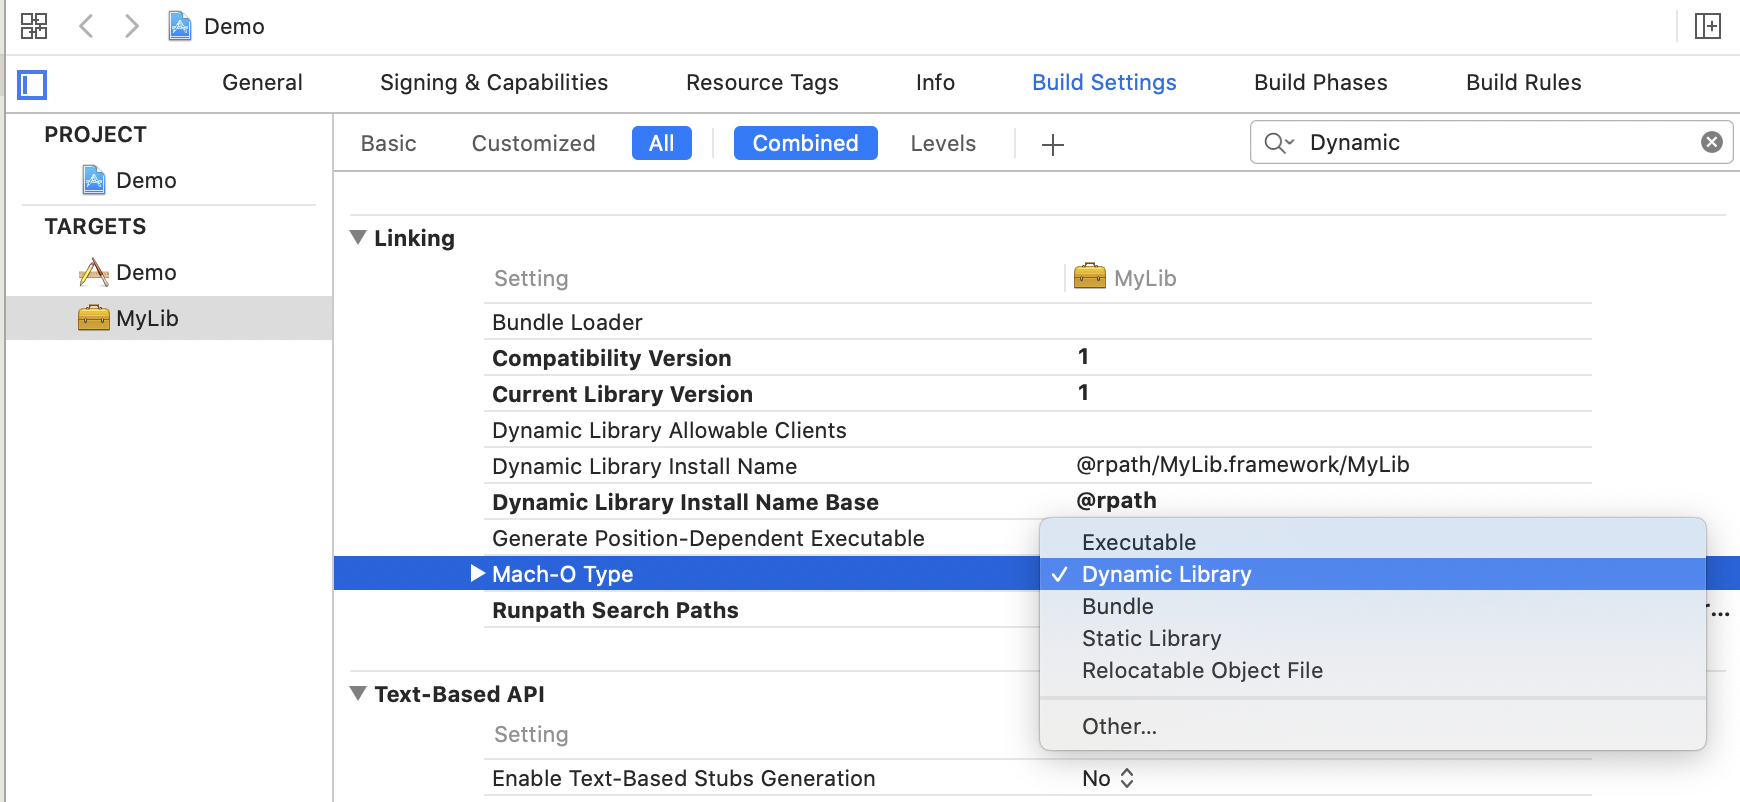 Demo
General Signing & Capabilities Resource Tags Info Build Settings Build Phases Build Rules
PROJECT
Demo
TARGETS
Demo
MyLib
Basic Customized All Combined Levels Dynamic
Linking
Setting MyLib
Bundle Loader
Compatibility Version 1
Current Library Version 1
Dynamic Library Allowable Clients
Dynamic Library Install Name @rpath/MyLib.framework/MyLib
Dynamic Library Install Name Base @rpath
Generate Position-Dependent Executable
Mach-O Type
Runpath Search Paths
Executable
Dynamic Library
Bundle
Static Library
Relocatable Object File
Other...
Text-Based API
Setting
Enable Text-Based Stubs Generation No